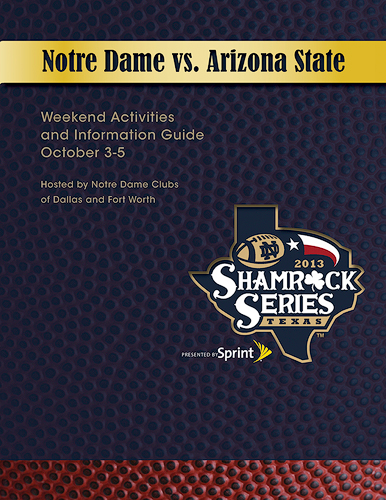 Notre Dame vs. Arizona State
Weekend Activities
and Information Guide
October 3-5
Hosted by Notre Dame Clubs
of Dallas and Fort Worth
ND
2013
SHAMROCK
SERIES
TEXAS
TM
PRESENTED BY Sprint